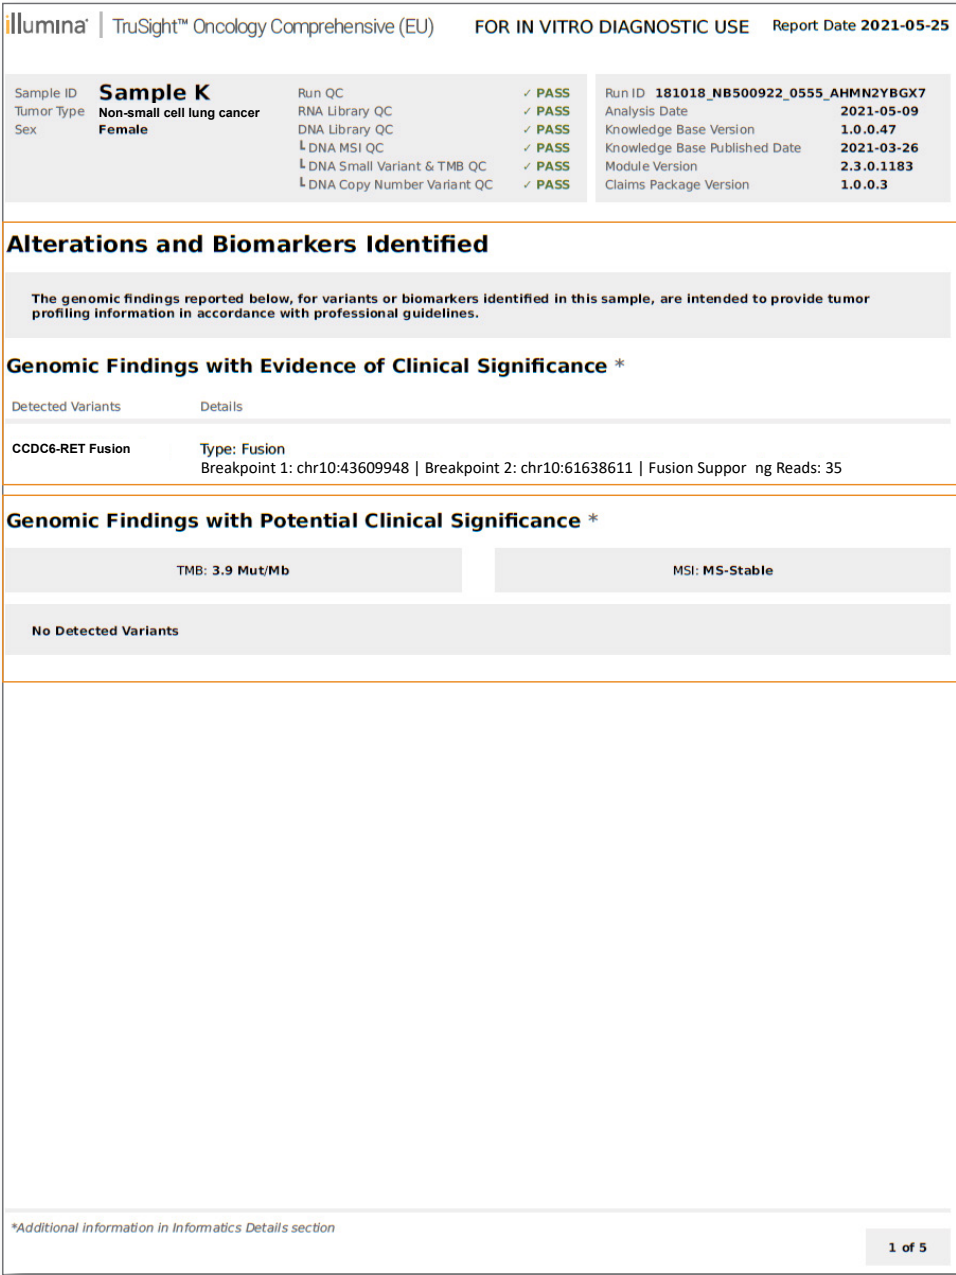 illumina® | TruSight™ Oncology Comprehensive (EU) FOR IN VITRO DIAGNOSTIC USE Report Date 2021-05-25
Sample ID Sample K
Tumor Type Non-small cell lung cancer
Sex Female
Run QC ✓ PASS
RNA Library QC ✓ PASS
DNA Library QC ✓ PASS
┗ DNA MSI QC ✓ PASS
┗ DNA Small Variant & TMB QC ✓ PASS
┗ DNA Copy Number Variant QC ✓ PASS
Run ID 181018_NB500922_0555_AHMN2YBGX7
Analysis Date 2021-05-09
Knowledge Base Version 1.0.0.47
Knowledge Base Published Date 2021-03-26
Module Version 2.3.0.1183
Claims Package Version 1.0.0.3
Alterations and Biomarkers Identified
The genomic findings reported below, for variants or biomarkers identified in this sample, are intended to provide tumor
profiling information in accordance with professional guidelines.
Genomic Findings with Evidence of Clinical Significance *
Detected Variants Details
CCDC6-RET Fusion Type: Fusion
Breakpoint 1: chr10:43609948 | Breakpoint 2: chr10:61638611 | Fusion Suppor ng Reads: 35
Genomic Findings with Potential Clinical Significance *
TMB: 3.9 Mut/Mb MSI: MS-Stable
No Detected Variants
*Additional information in Informatics Details section
1 of 5